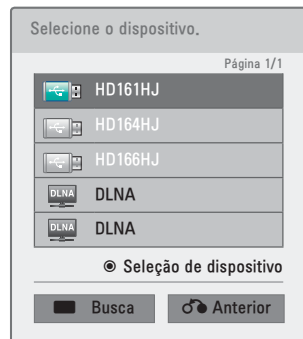 Selecione o dispositivo.
Página 1/1
HD161HJ
HD164HJ
HD166HJ
DLNA DLNA
DLNA DLNA
Seleção de dispositivo
Busca Anterior